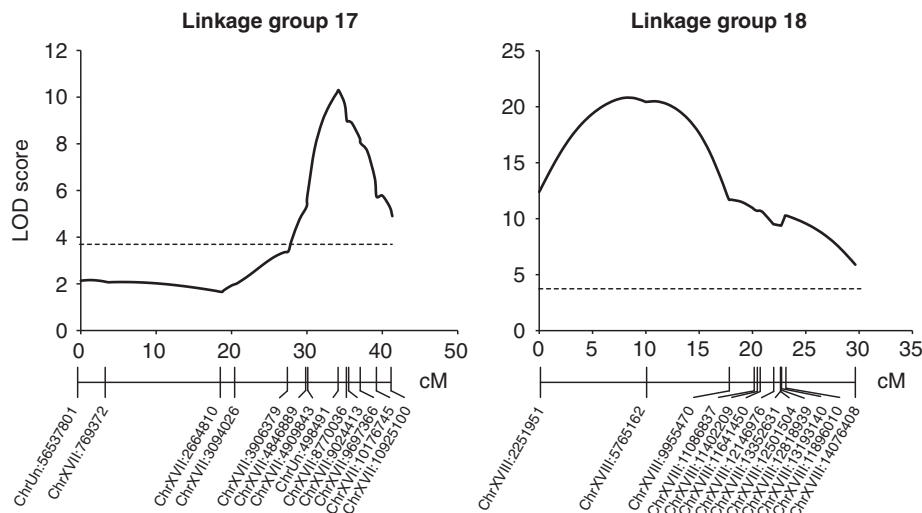 Linkage group 17
12
10
8
6
4
2
0
LOD score
0 10 20 30 40 50
cM
ChrUn:56537801
ChrXVII:769372
ChrXVII:2664810
ChrXVII:3094026
ChrXVII:3906379
ChrXVII:4846889
ChrXVII:4909843
ChrUn:498491
ChrXVII:8770036
ChrXVII:9024413
ChrXVII:9697366
ChrXVII:10176745
ChrXVII:10925100
Linkage group 18
25
20
15
10
5
0
0 5 10 15 20 25 30 35
cM
ChrXVIII:2251951
ChrXVIII:5765162
ChrXVIII:9955470
ChrXVIII:11086837
ChrXVIII:11402209
ChrXVIII:11641450
ChrXVIII:12146976
ChrXVIII:13352631
ChrXVIII:12501504
ChrXVIII:12818939
ChrXVIII:13193140
ChrXVIII:11896010
ChrXVIII:14076408